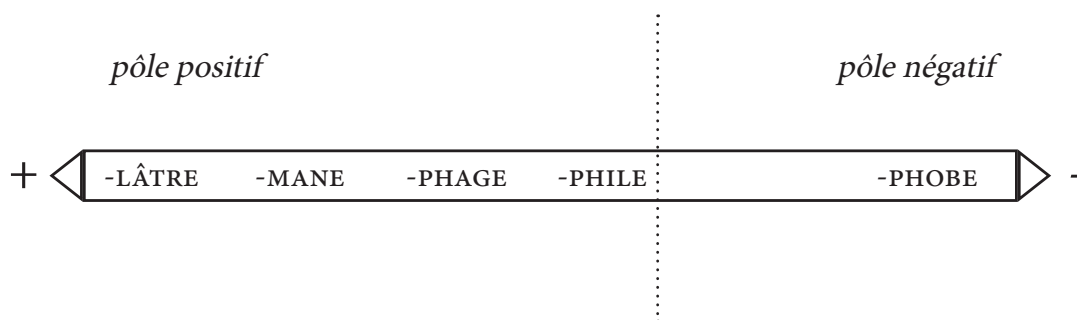 pôle positif pôle négatif
+ -LÂTRE -MANE -PHAGE -PHILE -PHOBE -